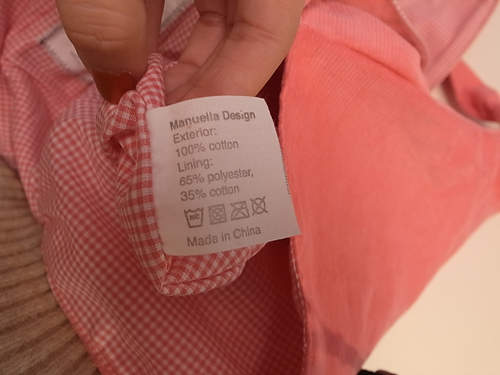 Manuella Design
Exterior:
100% cotton
Lining:
65% polyester,
35% cotton
Made in China